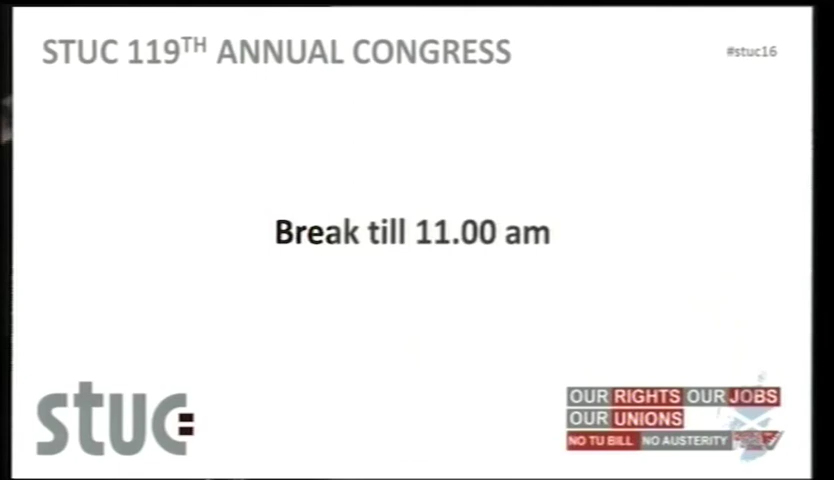 STUC 119TH ANNUAL CONGRESS
#stuc16
Break till 11.00 am
stuc
OUR RIGHTS OUR JOBS
OUR UNIONS
NO TU BILL NO AUSTERITY